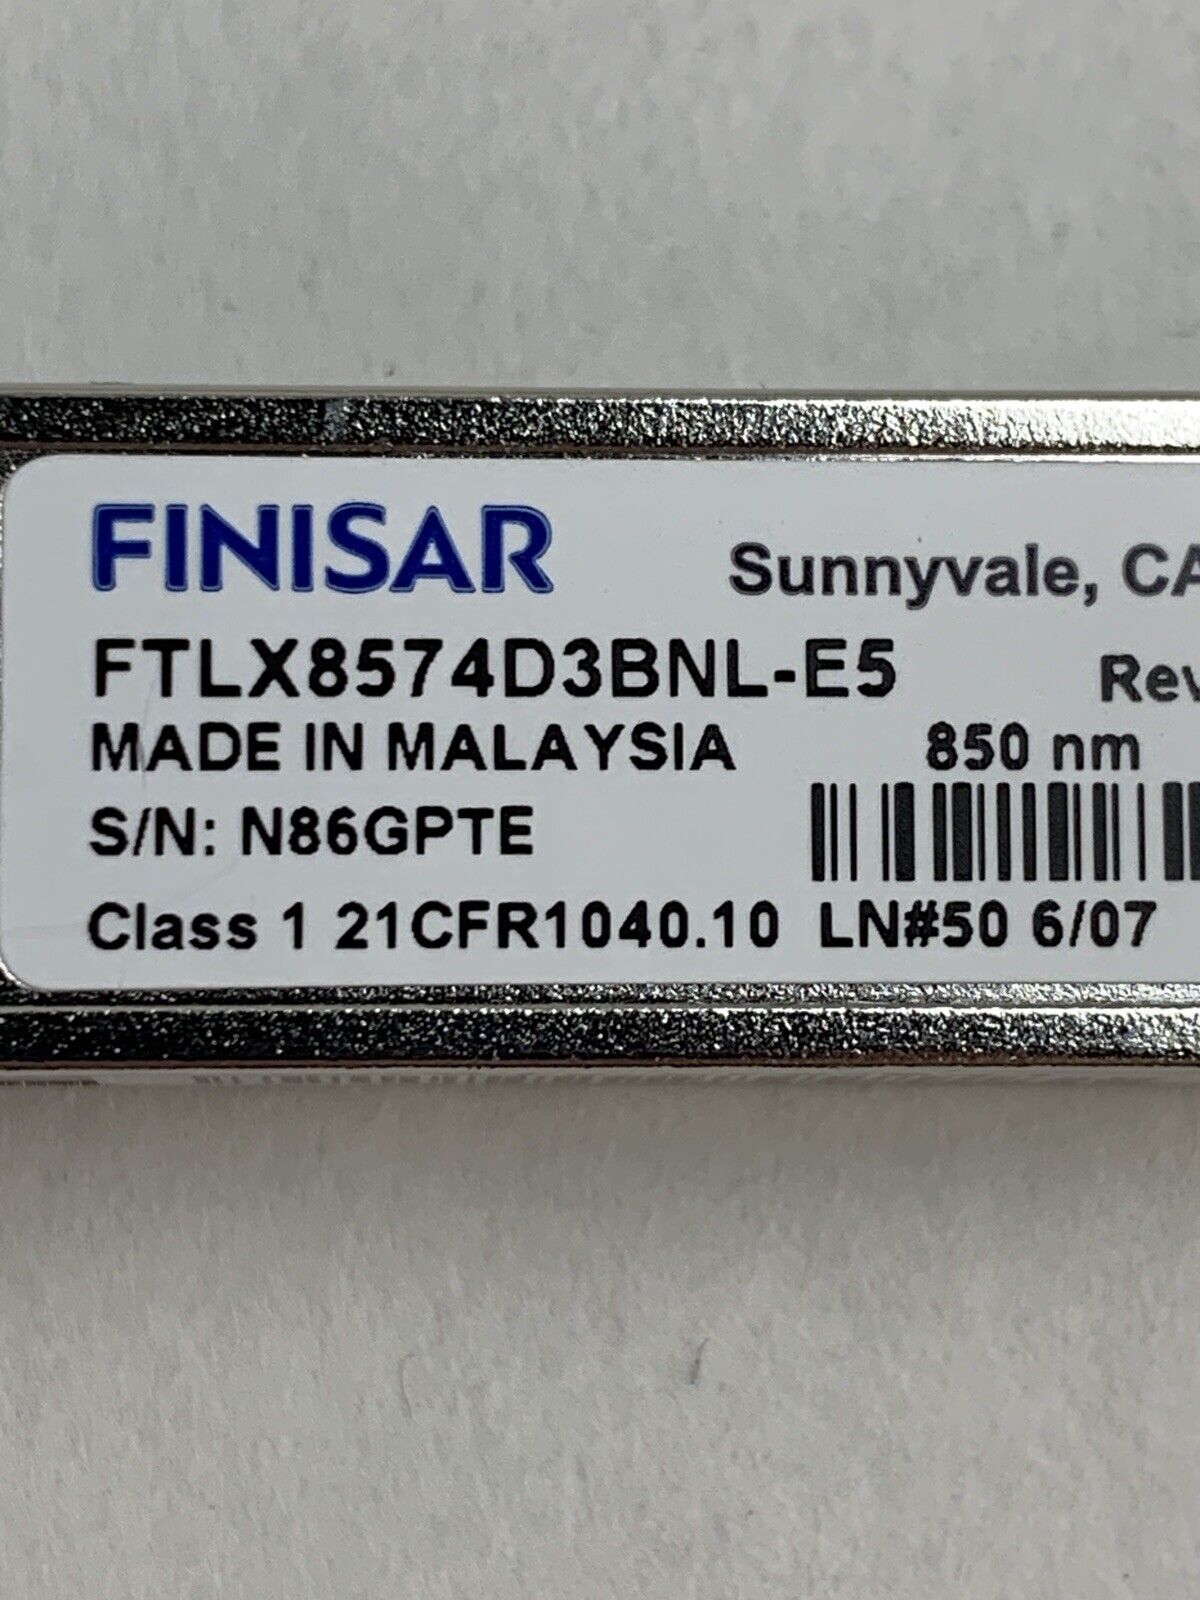 FINISAR
Sunnyvale, CA
FTLX8574D3BNL-E5 Rev
MADE IN MALAYSIA 850 nm
S/N: N86GPTE
Class 1 21CFR1040.10 LN#50 6/07